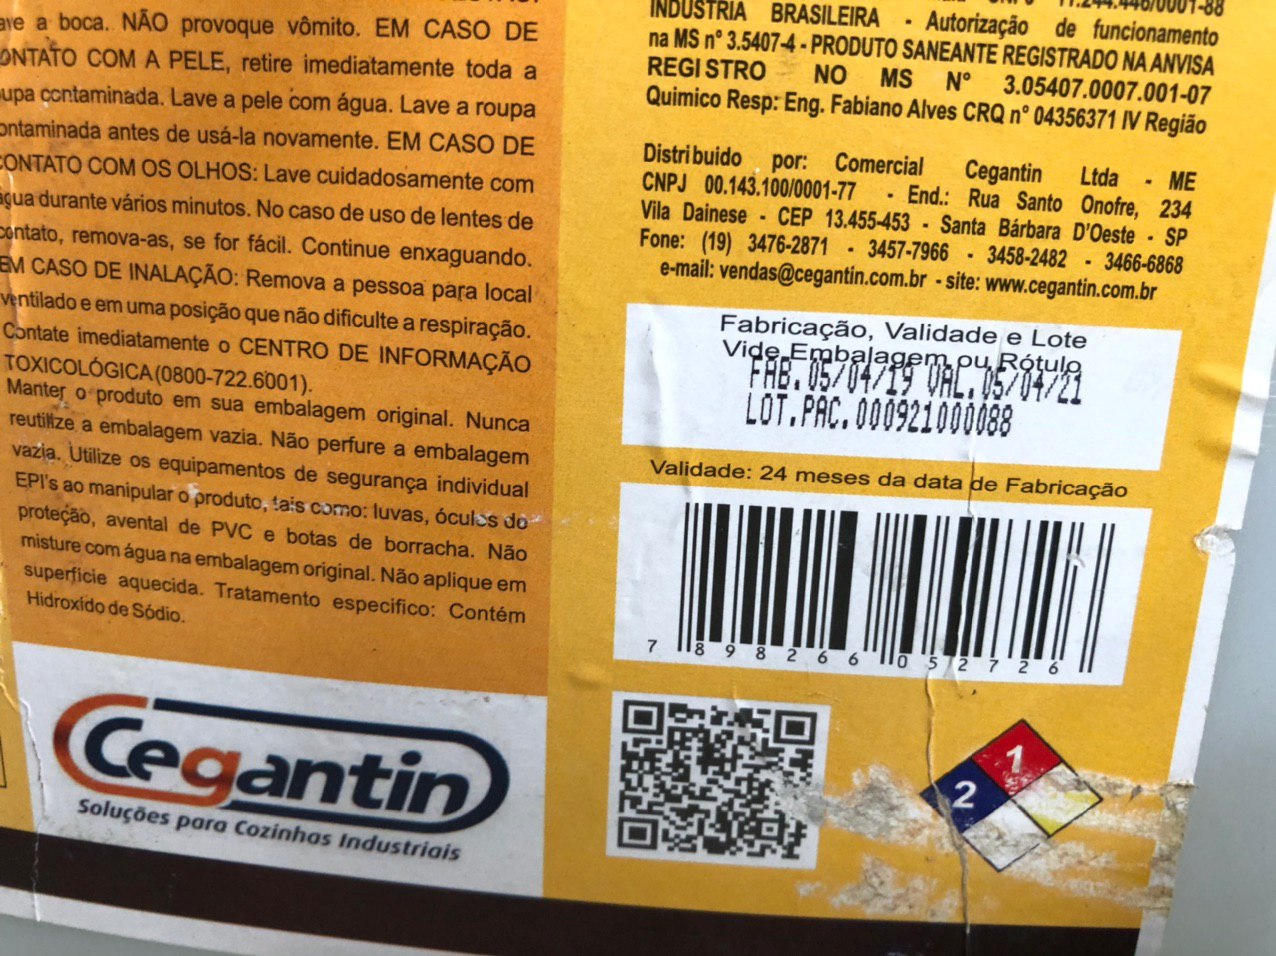 a boca. NÃO provoque vômito. EM CASO DE
CONTATO COM A PELE, retire imediatamente toda a
contaminada. Lave a pele com água. Lave a roupa
contaminada antes de usá-la novamente. EM CASO DE
CONTATO COM OS OLHOS: Lave cuidadosamente com
água durante vários minutos. No caso de uso de lentes de
contato, remova-as, se for fácil. Continue enxaguando.
EM CASO DE INALAÇÃO: Remova a pessoa para local
ventilado e em uma posição que não dificulte a respiração.
Contate imediatamente o CENTRO DE INFORMAÇÃO
TOXICOLÓGICA (0800-722.6001).
Manter o produto em sua embalagem original. Nunca
reutilize a embalagem vazia. Não perfure a embalagem
vazia. Utilize os equipamentos de segurança individual
EPI's ao manipular o produto, tais como: luvas, óculos de
proteção, avental de PVC e botas de borracha. Não
misture com água na embalagem original. Não aplique em
superfície aquecida. Tratamento especifico: Contém
Hidroxído de Sódio.
Cegantin
Soluções para Cozinhas Industriais
INDÚSTRIA BRASILEIRA - Autorização de funcionamento
na MS nº 3.5407-4 - PRODUTO SANEANTE REGISTRADO NA ANVISA
REGISTRO NO MS Nº 3.05407.0007.001-07
Quimico Resp: Eng. Fabiano Alves CRQ nº 04356371 IV Região
Distribuido por: Comercial Cegantin Ltda - ME
CNPJ 00.143.100/0001-77 - End.: Rua Santo Onofre, 234
Vila Dainese - CEP 13.455-453 - Santa Bárbara D'Oeste - SP
Fone: (19) 3476-2871 - 3457-7966 - 3458-2482 - 3466-6868
e-mail: vendas@cegantin.com.br - site: www.cegantin.com.br
Fabricação, Validade e Lote
Vide Embalagem ou Rótulo
FAB.05/04/19 VAL.05/04/21
LOT.PAC.000921000088
Validade: 24 meses da data de Fabricação
7 898266 052726
1
2